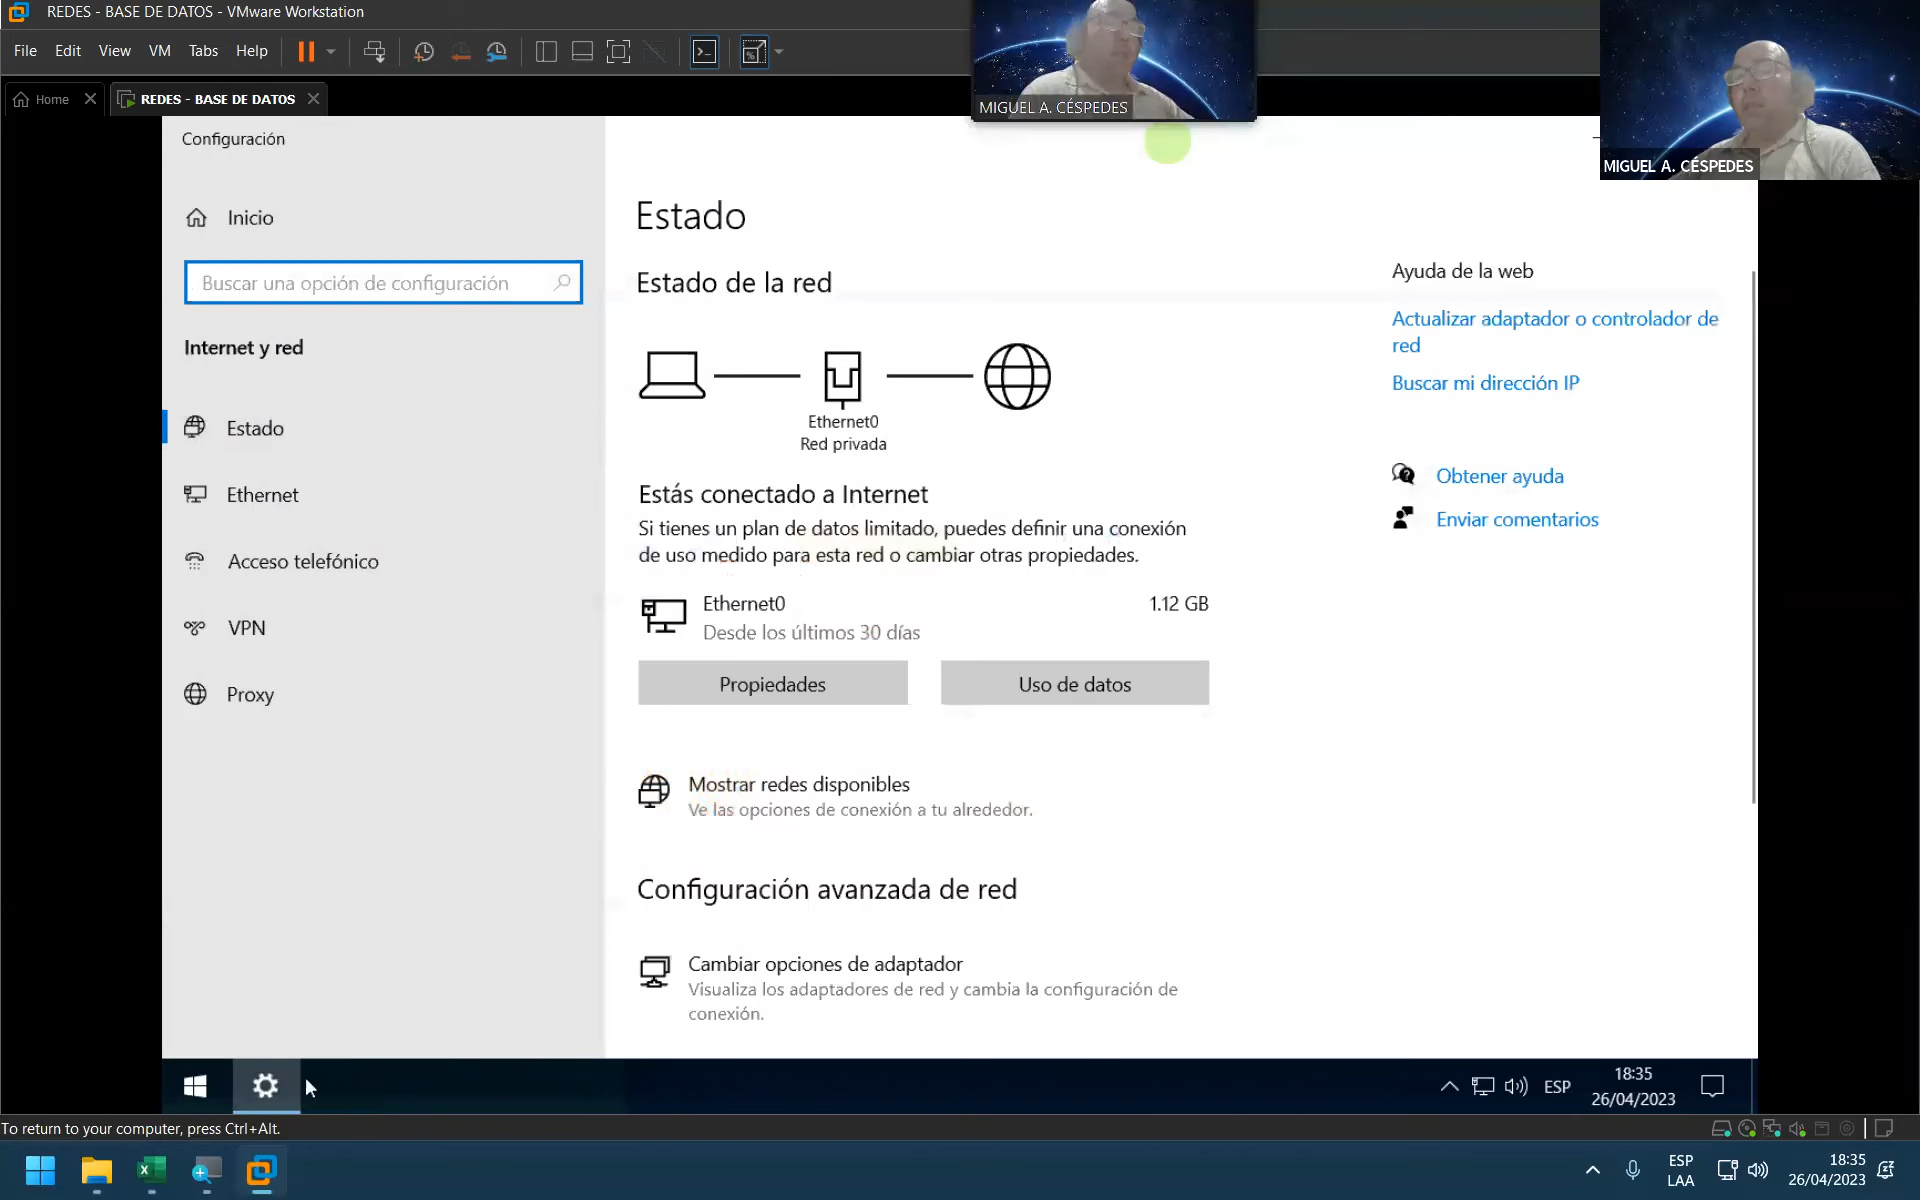 REDES - BASE DE DATOS - VMware Workstation
File Edit View VM Tabs Help
Home
REDES - BASE DE DATOS
MIGUEL A. CÉSPEDES
MIGUEL A. CÉSPEDES
Configuración
Inicio
Buscar una opción de configuración
Internet y red
Estado
Ethernet
Acceso telefónico
VPN
Proxy
Estado
Estado de la red
Ethernet0
Red privada
Estás conectado a Internet
Si tienes un plan de datos limitado, puedes definir una conexión
de uso medido para esta red o cambiar otras propiedades.
Ethernet0
1.12 GB
Desde los últimos 30 días
Propiedades
Uso de datos
Mostrar redes disponibles
Ve las opciones de conexión a tu alrededor.
Configuración avanzada de red
Cambiar opciones de adaptador
Visualiza los adaptadores de red y cambia la configuración de
conexión.
Ayuda de la web
Actualizar adaptador o controlador de
red
Buscar mi dirección IP
Obtener ayuda
Enviar comentarios
ESP
18:35
26/04/2023
To return to your computer, press Ctrl+Alt.
ESP
LAA
18:35
26/04/2023